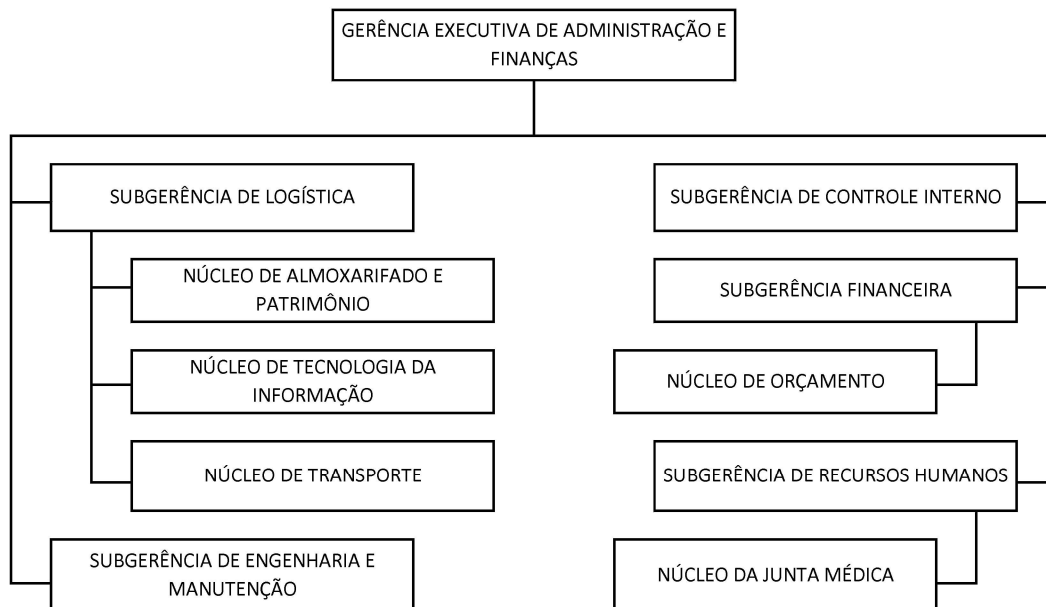 GERÊNCIA EXECUTIVA DE ADMINISTRAÇÃO E
FINANÇAS
SUBGERÊNCIA DE LOGÍSTICA
NÚCLEO DE ALMOXARIFADO E
PATRIMÔNIO
NÚCLEO DE TECNOLOGIA DA
INFORMAÇÃO
NÚCLEO DE TRANSPORTE
SUBGERÊNCIA DE ENGENHARIA E
MANUTENÇÃO
SUBGERÊNCIA DE CONTROLE INTERNO
SUBGERÊNCIA FINANCEIRA
NÚCLEO DE ORÇAMENTO
SUBGERÊNCIA DE RECURSOS HUMANOS
NÚCLEO DA JUNTA MÉDICA